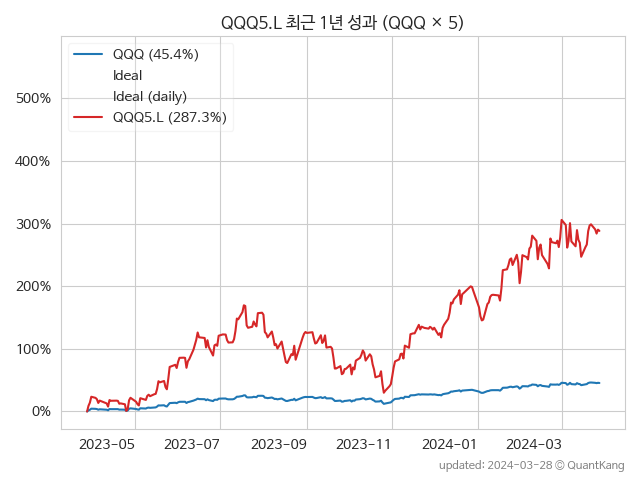 QQQ5.L 최근 1년 성과 (QQQ × 5)
QQQ (45.4%)
Ideal
Ideal (daily)
QQQ5.L (287.3%)
500%
400%
300%
200%
100%
0%
2023-05 2023-07 2023-09 2023-11 2024-01 2024-03
updated: 2024-03-28 © QuantKang